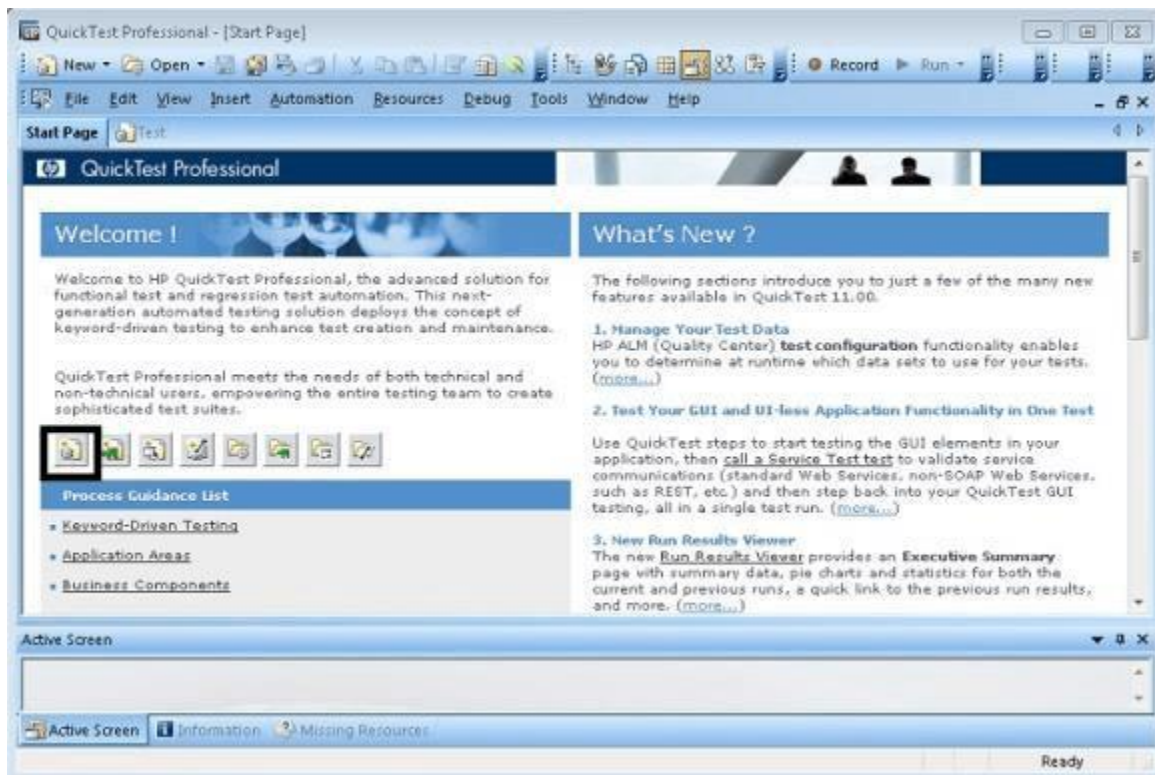 QuickTest Professional - [Start Page]
New Open Record Run
File Edit View Insert Automation Resources Debug Tools Window Help
Start Page Test
hp QuickTest Professional
Welcome !
Welcome to HP QuickTest Professional, the advanced solution for
functional test and regression test automation. This next-
generation automated testing solution deploys the concept of
keyword-driven testing to enhance test creation and maintenance.
QuickTest Professional meets the needs of both technical and
non-technical users, empowering the entire testing team to create
sophisticated test suites.
Process Guidance List
Keyword-Driven Testing
Application Areas
Business Components
What's New ?
The following sections introduce you to just a few of the many new
features available in QuickTest 11.00.
1. Manage Your Test Data
HP ALM (Quality Center) test configuration functionality enables
you to determine at runtime which data sets to use for your tests.
(more...)
2. Test Your GUI and UI-less Application Functionality in One Test
Use QuickTest steps to start testing the GUI elements in your
application, then call a Service Test test to validate service
communications (standard Web Services, non-SOAP Web Services,
such as REST, etc.) and then step back into your QuickTest GUI
testing, all in a single test run. (more...)
3. New Run Results Viewer
The new Run Results Viewer provides an Executive Summary
page with summary data, pie charts and statistics for both the
current and previous runs, a quick link to the previous run results,
and more. (more...)
Active Screen
Active Screen Information Missing Resources
Ready